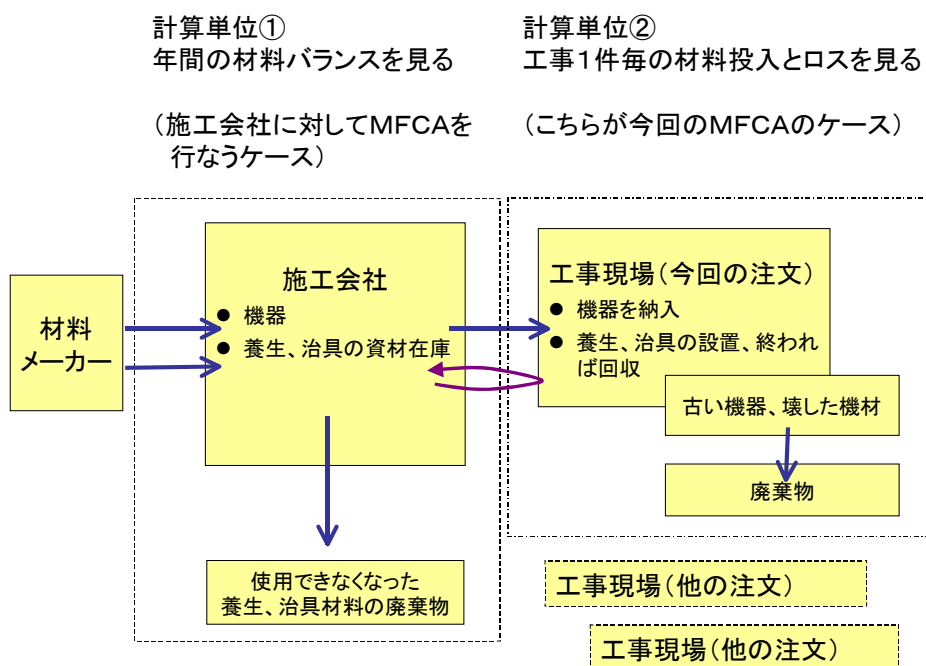 計算単位①
年間の材料バランスを見る
(施工会社に対してMFCAを
行なうケース)
計算単位②
工事1件毎の材料投入とロスを見る
(こちらが今回のMFCAのケース)
材料
メーカー
施工会社
● 機器
● 養生、治具の資材在庫
使用できなくなった
養生、治具材料の廃棄物
工事現場(今回の注文)
● 機器を納入
● 養生、治具の設置、終われ
ば回収
古い機器、壊した機材
廃棄物
工事現場(他の注文)
工事現場(他の注文)